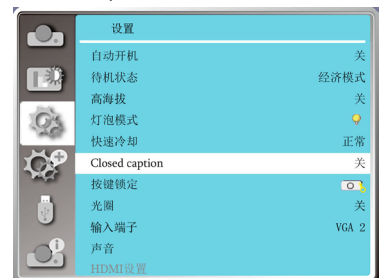 设置
自动开机 关
待机状态 经济模式
高海拔 关
灯泡模式
快速冷却 正常
Closed caption 关
按键锁定
光圈 关
输入端子 VGA 2
声音
HDMI设置